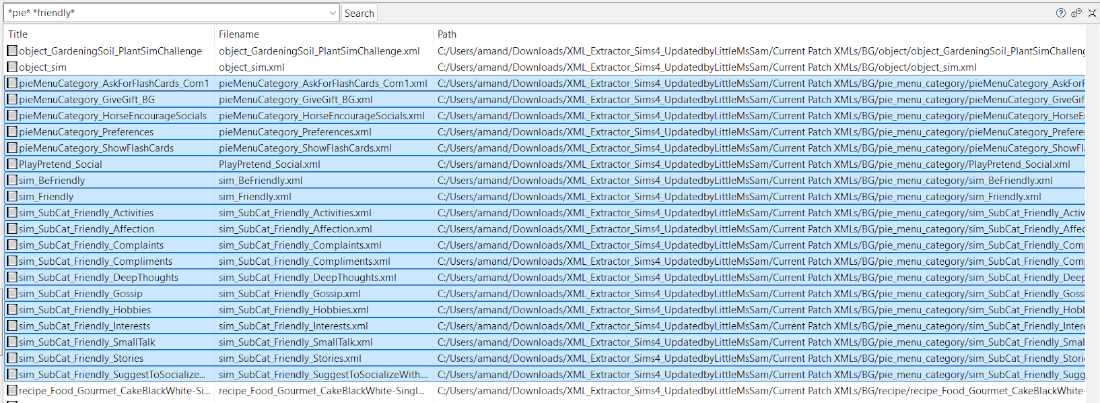 *pie* *friendly* Search
Title Filename Path
object_GardeningSoil_PlantSimChallenge object_GardeningSoil_PlantSimChallenge.xml C:/Users/amand/Downloads/XML_Extractor_Sims4_UpdatedbyLittleMsSam/Current Patch XMLs/BG/object/object_GardeningSoil_PlantSimChalleng
object_sim object_sim.xml C:/Users/amand/Downloads/XML_Extractor_Sims4_UpdatedbyLittleMsSam/Current Patch XMLs/BG/object/object_sim.xml
pieMenuCategory_AskForFlashCards_Com1 pieMenuCategory_AskForFlashCards_Com1.xml C:/Users/amand/Downloads/XML_Extractor_Sims4_UpdatedbyLittleMsSam/Current Patch XMLs/BG/pie_menu_category/pieMenuCategory_AskForF
pieMenuCategory_GiveGift_BG pieMenuCategory_GiveGift_BG.xml C:/Users/amand/Downloads/XML_Extractor_Sims4_UpdatedbyLittleMsSam/Current Patch XMLs/BG/pie_menu_category/pieMenuCategory_GiveGift
pieMenuCategory_HorseEncourageSocials pieMenuCategory_HorseEncourageSocials.xml C:/Users/amand/Downloads/XML_Extractor_Sims4_UpdatedbyLittleMsSam/Current Patch XMLs/BG/pie_menu_category/pieMenuCategory_HorseEn
pieMenuCategory_Preferences pieMenuCategory_Preferences.xml C:/Users/amand/Downloads/XML_Extractor_Sims4_UpdatedbyLittleMsSam/Current Patch XMLs/BG/pie_menu_category/pieMenuCategory_Preferen
pieMenuCategory_ShowFlashCards pieMenuCategory_ShowFlashCards.xml C:/Users/amand/Downloads/XML_Extractor_Sims4_UpdatedbyLittleMsSam/Current Patch XMLs/BG/pie_menu_category/pieMenuCategory_ShowFl
PlayPretend_Social PlayPretend_Social.xml C:/Users/amand/Downloads/XML_Extractor_Sims4_UpdatedbyLittleMsSam/Current Patch XMLs/BG/pie_menu_category/PlayPretend_Social.xml
sim_BeFriendly sim_BeFriendly.xml C:/Users/amand/Downloads/XML_Extractor_Sims4_UpdatedbyLittleMsSam/Current Patch XMLs/BG/pie_menu_category/sim_BeFriendly.xml
sim_Friendly sim_Friendly.xml C:/Users/amand/Downloads/XML_Extractor_Sims4_UpdatedbyLittleMsSam/Current Patch XMLs/BG/pie_menu_category/sim_Friendly.xml
sim_SubCat_Friendly_Activities sim_SubCat_Friendly_Activities.xml C:/Users/amand/Downloads/XML_Extractor_Sims4_UpdatedbyLittleMsSam/Current Patch XMLs/BG/pie_menu_category/sim_SubCat_Friendly_Activ
sim_SubCat_Friendly_Affection sim_SubCat_Friendly_Affection.xml C:/Users/amand/Downloads/XML_Extractor_Sims4_UpdatedbyLittleMsSam/Current Patch XMLs/BG/pie_menu_category/sim_SubCat_Friendly_Affec
sim_SubCat_Friendly_Complaints sim_SubCat_Friendly_Complaints.xml C:/Users/amand/Downloads/XML_Extractor_Sims4_UpdatedbyLittleMsSam/Current Patch XMLs/BG/pie_menu_category/sim_SubCat_Friendly_Comp
sim_SubCat_Friendly_Compliments sim_SubCat_Friendly_Compliments.xml C:/Users/amand/Downloads/XML_Extractor_Sims4_UpdatedbyLittleMsSam/Current Patch XMLs/BG/pie_menu_category/sim_SubCat_Friendly_Com
sim_SubCat_Friendly_DeepThoughts sim_SubCat_Friendly_DeepThoughts.xml C:/Users/amand/Downloads/XML_Extractor_Sims4_UpdatedbyLittleMsSam/Current Patch XMLs/BG/pie_menu_category/sim_SubCat_Friendly_Deep
sim_SubCat_Friendly_Gossip sim_SubCat_Friendly_Gossip.xml C:/Users/amand/Downloads/XML_Extractor_Sims4_UpdatedbyLittleMsSam/Current Patch XMLs/BG/pie_menu_category/sim_SubCat_Friendly_Goss
sim_SubCat_Friendly_Hobbies sim_SubCat_Friendly_Hobbies.xml C:/Users/amand/Downloads/XML_Extractor_Sims4_UpdatedbyLittleMsSam/Current Patch XMLs/BG/pie_menu_category/sim_SubCat_Friendly_Hobb
sim_SubCat_Friendly_Interests sim_SubCat_Friendly_Interests.xml C:/Users/amand/Downloads/XML_Extractor_Sims4_UpdatedbyLittleMsSam/Current Patch XMLs/BG/pie_menu_category/sim_SubCat_Friendly_Intere
sim_SubCat_Friendly_SmallTalk sim_SubCat_Friendly_SmallTalk.xml C:/Users/amand/Downloads/XML_Extractor_Sims4_UpdatedbyLittleMsSam/Current Patch XMLs/BG/pie_menu_category/sim_SubCat_Friendly_Smal
sim_SubCat_Friendly_Stories sim_SubCat_Friendly_Stories.xml C:/Users/amand/Downloads/XML_Extractor_Sims4_UpdatedbyLittleMsSam/Current Patch XMLs/BG/pie_menu_category/sim_SubCat_Friendly_Storie
sim_SubCat_Friendly_SuggestToSocialize... sim_SubCat_Friendly_SuggestToSocializeWith... C:/Users/amand/Downloads/XML_Extractor_Sims4_UpdatedbyLittleMsSam/Current Patch XMLs/BG/pie_menu_category/sim_SubCat_Friendly_Sugg
recipe_Food_Gourmet_CakeBlackWhite-Si... recipe_Food_Gourmet_CakeBlackWhite-Singl... C:/Users/amand/Downloads/XML_Extractor_Sims4_UpdatedbyLittleMsSam/Current Patch XMLs/BG/recipe/recipe_Food_Gourmet_CakeBlackWhite-